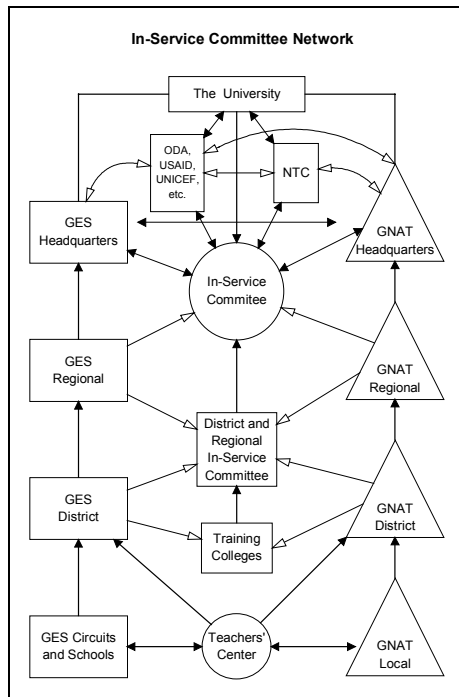 In-Service Committee Network
The University
ODA,
USAID,
UNICEF,
etc.
NTC
GES
Headquarters
GNAT
Headquarters
In-Service
Commitee
GES
Regional
GNAT
Regional
District and
Regional
In-Service
Committee
GES
District
GNAT
District
Training
Colleges
GES Circuits
and Schools
Teachers'
Center
GNAT
Local